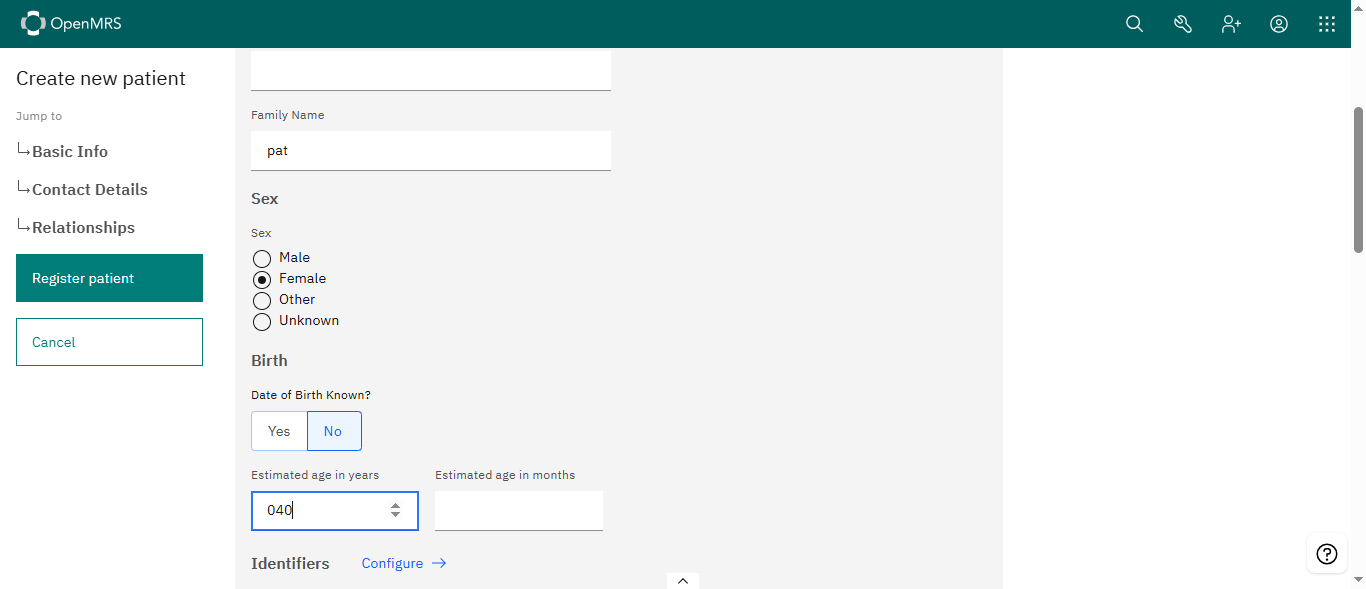 OpenMRS
Create new patient
Jump to
Basic Info
Contact Details
Relationships
Register patient
Cancel
Family Name
pat
Sex
Sex
Male
Female
Other
Unknown
Birth
Date of Birth Known?
Yes No
Estimated age in years Estimated age in months
040
Identifiers Configure